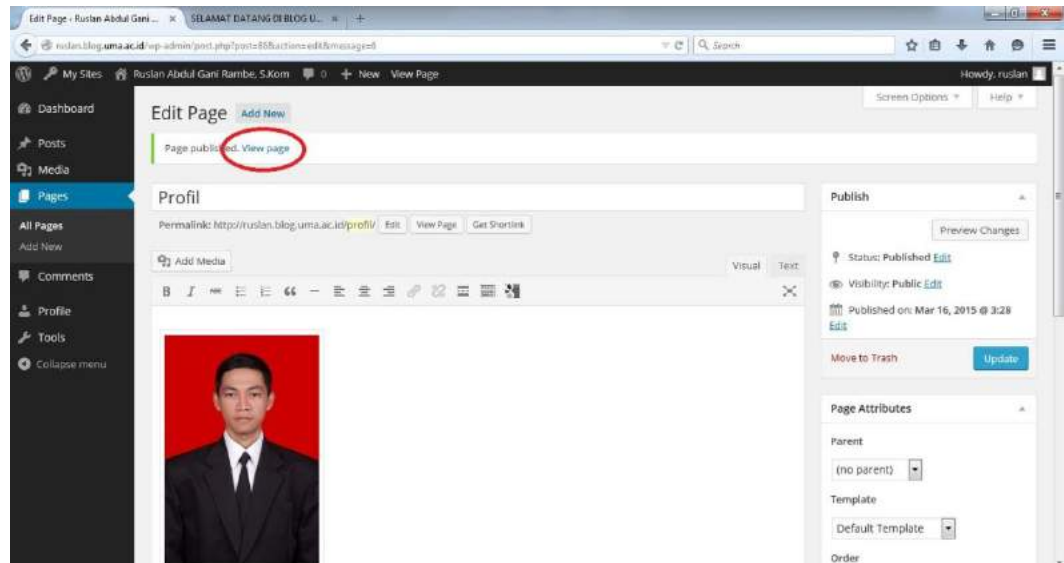 Edit Page ‹ Ruslan Abdul Gani ...
SELAMAT DATANG DI BLOG U...
ruslan.blog.uma.ac.id/wp-admin/post.php?post=86&action=edit&message=6
Search
My Sites
Ruslan Abdul Gani Rambe, S.Kom
0
+ New
View Page
Howdy, ruslan
Dashboard
Posts
Media
Pages
All Pages
Add New
Comments
Profile
Tools
Collapse menu
Screen Options
Help
Edit Page
Add New
Page published. View page
Profil
Permalink: http://ruslan.blog.uma.ac.id/profil/
Edit
View Page
Get Shortlink
Add Media
Visual
Text
B
I
ABC
Publish
Preview Changes
Status: Published Edit
Visibility: Public Edit
Published on: Mar 16, 2015 @ 3:28
Edit
Move to Trash
Update
Page Attributes
Parent
(no parent)
Template
Default Template
Order